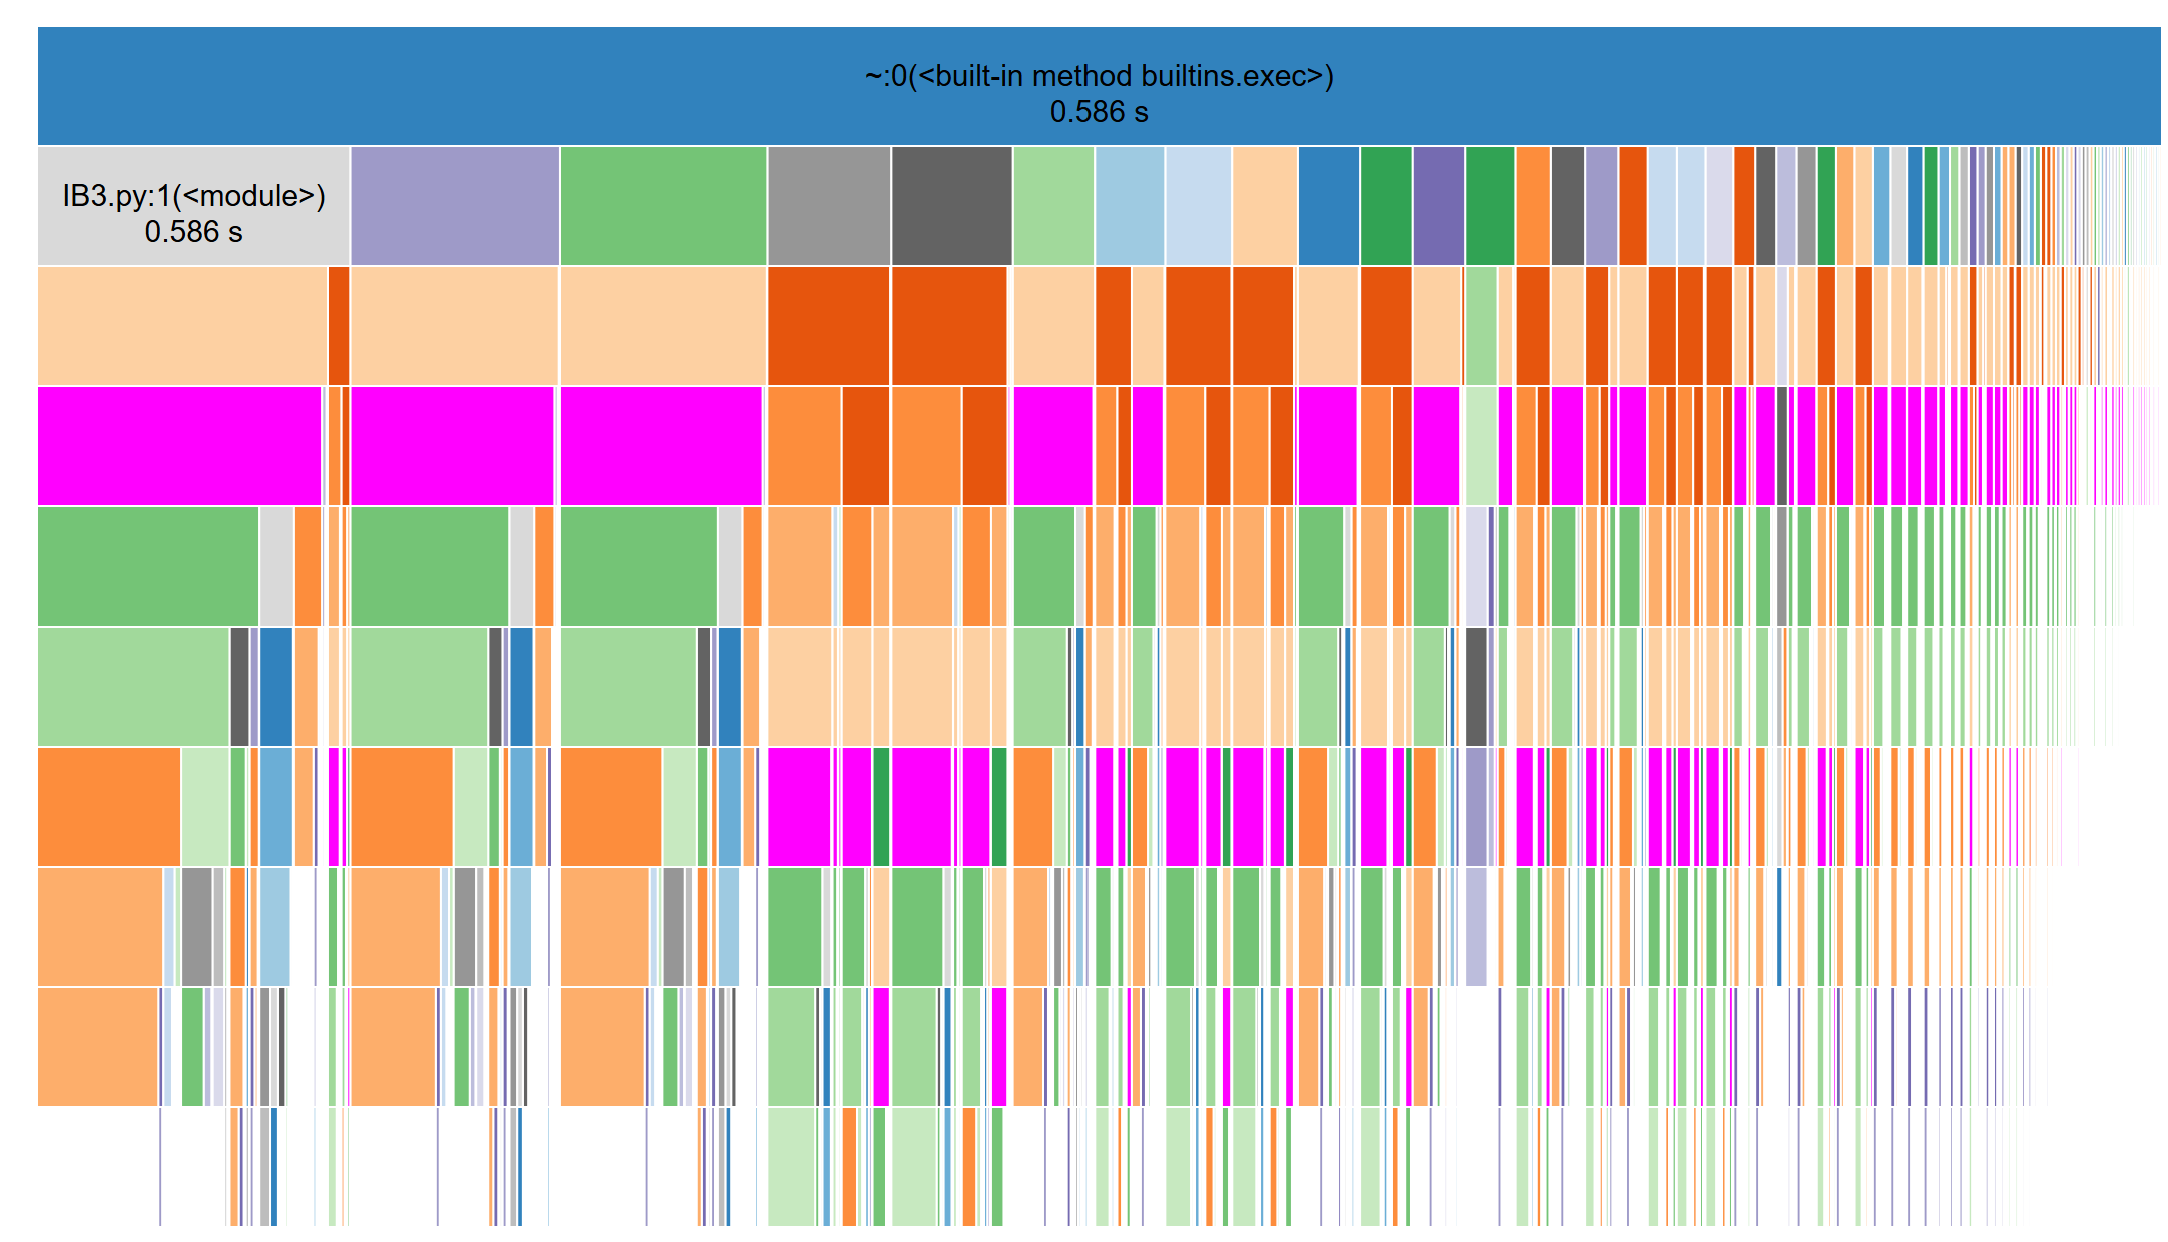 ~:0(<built-in method builtins.exec>)
0.586 s
IB3.py:1(<module>)
0.586 s